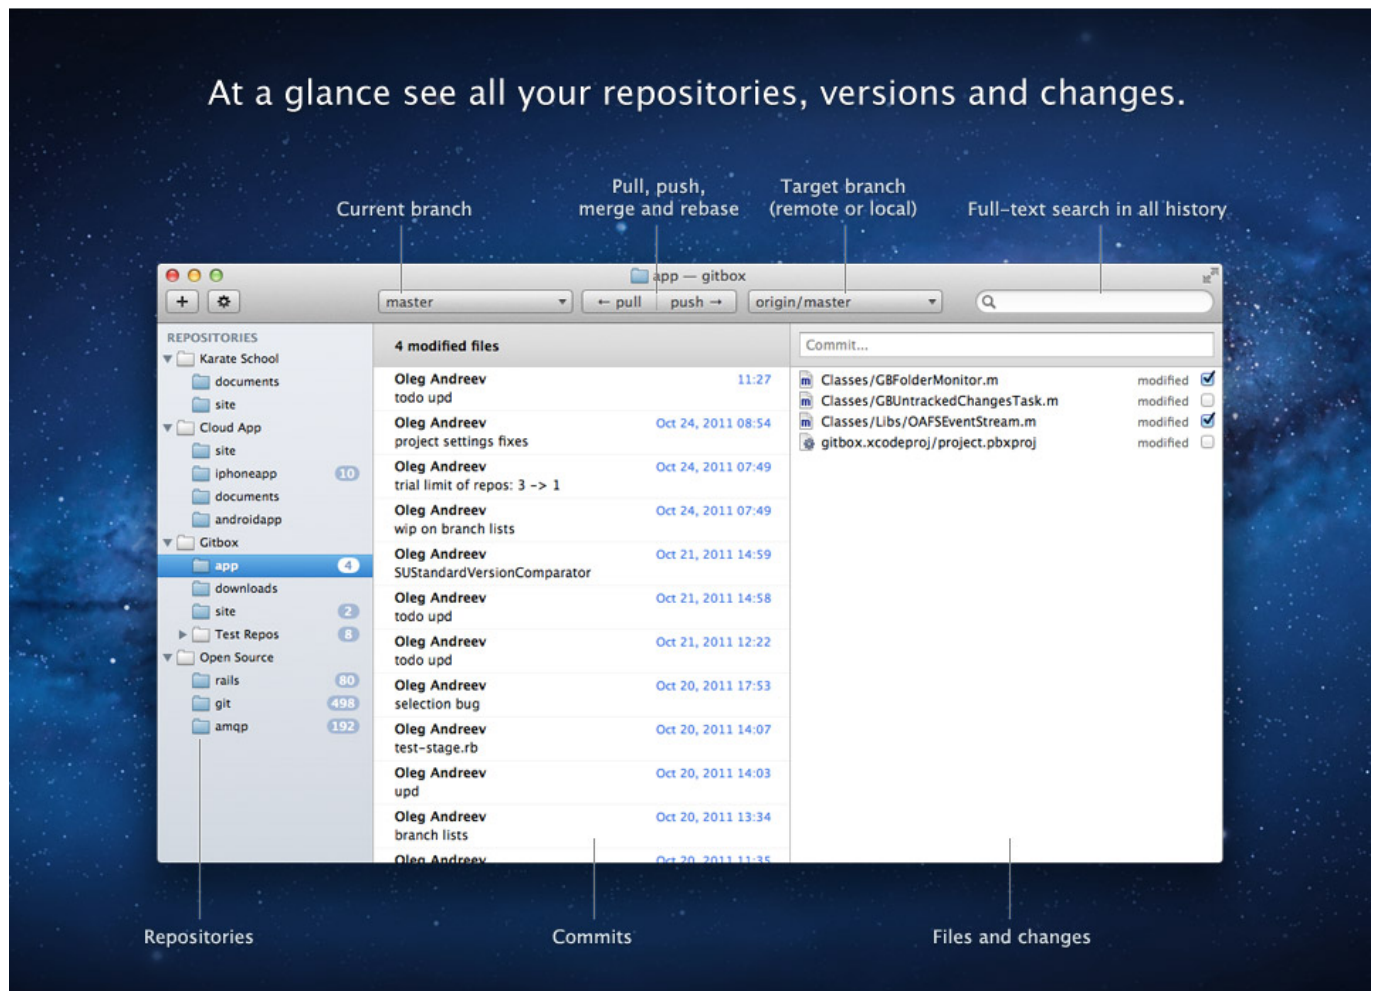 At a glance see all your repositories, versions and changes.
Current branch
Pull, push,
merge and rebase
Target branch
(remote or local)
Full-text search in all history
app — gitbox
+
master
← pull
push →
origin/master
REPOSITORIES
Karate School
documents
site
Cloud App
site
iphoneapp 10
documents
androidapp
Gitbox
app 4
downloads
site 2
Test Repos 8
Open Source
rails 80
git 498
amqp 192
4 modified files
Oleg Andreev 11:27
todo upd
Oleg Andreev Oct 24, 2011 08:54
project settings fixes
Oleg Andreev Oct 24, 2011 07:49
trial limit of repos: 3 -> 1
Oleg Andreev Oct 24, 2011 07:49
wip on branch lists
Oleg Andreev Oct 21, 2011 14:59
SUStandardVersionComparator
Oleg Andreev Oct 21, 2011 14:58
todo upd
Oleg Andreev Oct 21, 2011 12:22
todo upd
Oleg Andreev Oct 20, 2011 17:53
selection bug
Oleg Andreev Oct 20, 2011 14:07
test-stage.rb
Oleg Andreev Oct 20, 2011 14:03
upd
Oleg Andreev Oct 20, 2011 13:34
branch lists
Oleg Andreev Oct 20, 2011 11:35
Commit...
Classes/GBFolderMonitor.m modified
Classes/GBUntrackedChangesTask.m modified
Classes/Libs/OAFSEventStream.m modified
gitbox.xcodeproj/project.pbxproj modified
Repositories
Commits
Files and changes